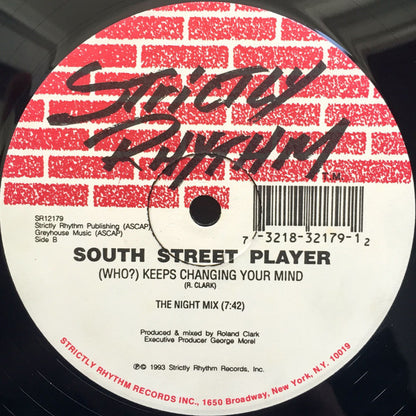 STRICTLY
RHYTHM
T.M.
SR12179
Strictly Rhythm Publishing (ASCAP)
Greyhouse Music (ASCAP)
Side B
7 -3218-32179-1 2
SOUTH STREET PLAYER
(WHO?) KEEPS CHANGING YOUR MIND
(R. CLARK)
THE NIGHT MIX (7:42)
Produced & mixed by Roland Clark
Executive Producer George Morel
℗ © 1993 Strictly Rhythm Records, Inc.
STRICTLY RHYTHM RECORDS INC., 1650 Broadway, New York, N.Y. 10019